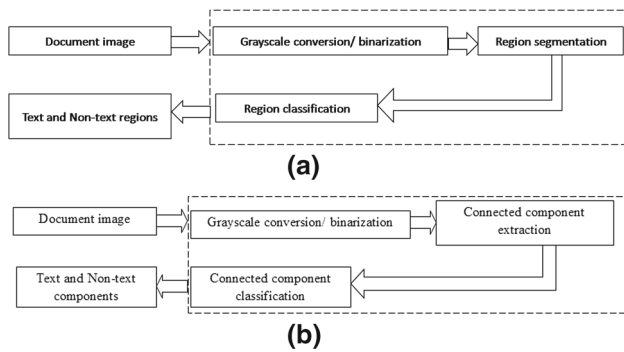 Document image
Grayscale conversion/ binarization
Region segmentation
Text and Non-text regions
Region classification
(a)
Document image
Grayscale conversion/ binarization
Connected component
extraction
Text and Non-text
components
Connected component
classification
(b)